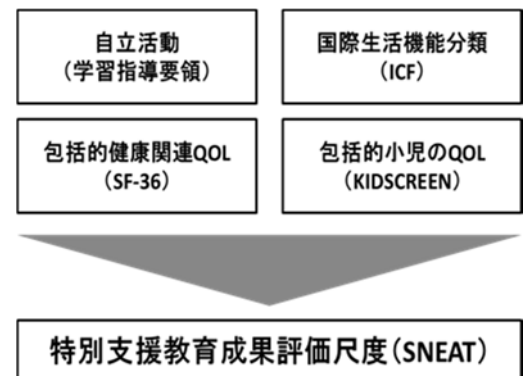 自立活動
(学習指導要領)
国際生活機能分類
(ICF)
包括的健康関連QOL
(SF-36)
包括的小児のQOL
(KIDSCREEN)
特別支援教育成果評価尺度(SNEAT)